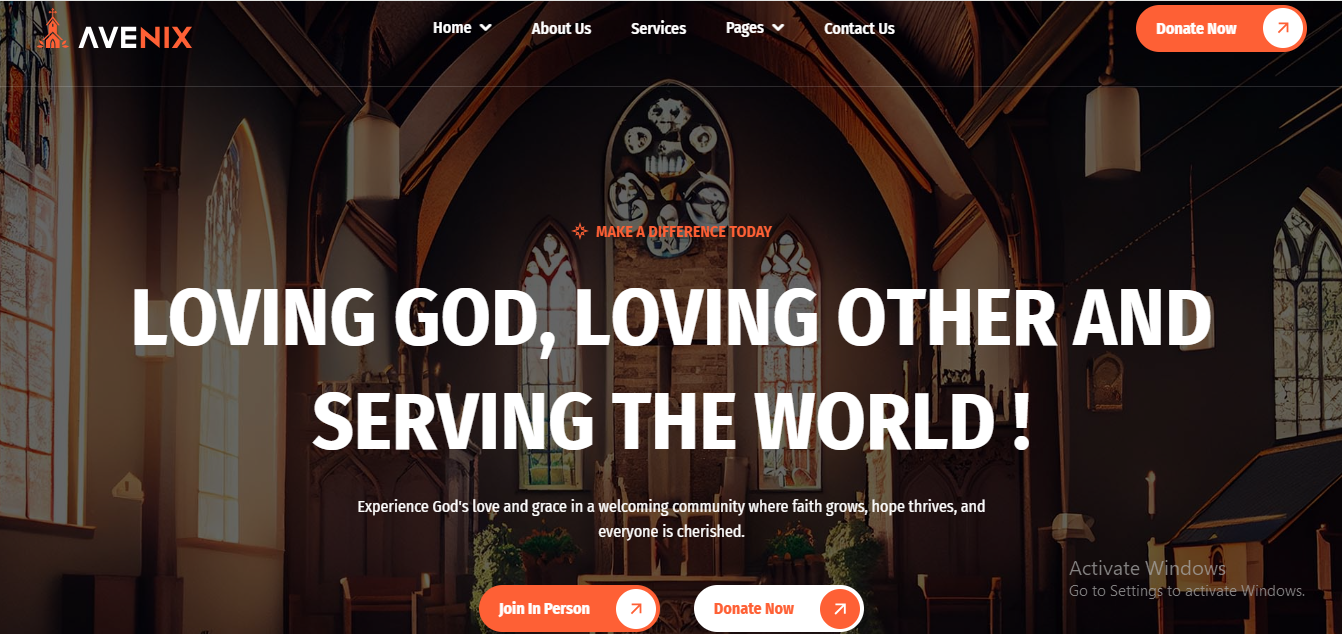 AVENIX
Home
About Us
Services
Pages
Contact Us
Donate Now
MAKE A DIFFERENCE TODAY
LOVING GOD, LOVING OTHER AND
SERVING THE WORLD !
Experience God's love and grace in a welcoming community where faith grows, hope thrives, and
everyone is cherished.
Join In Person
Donate Now
Activate Windows
Go to Settings to activate Windows.